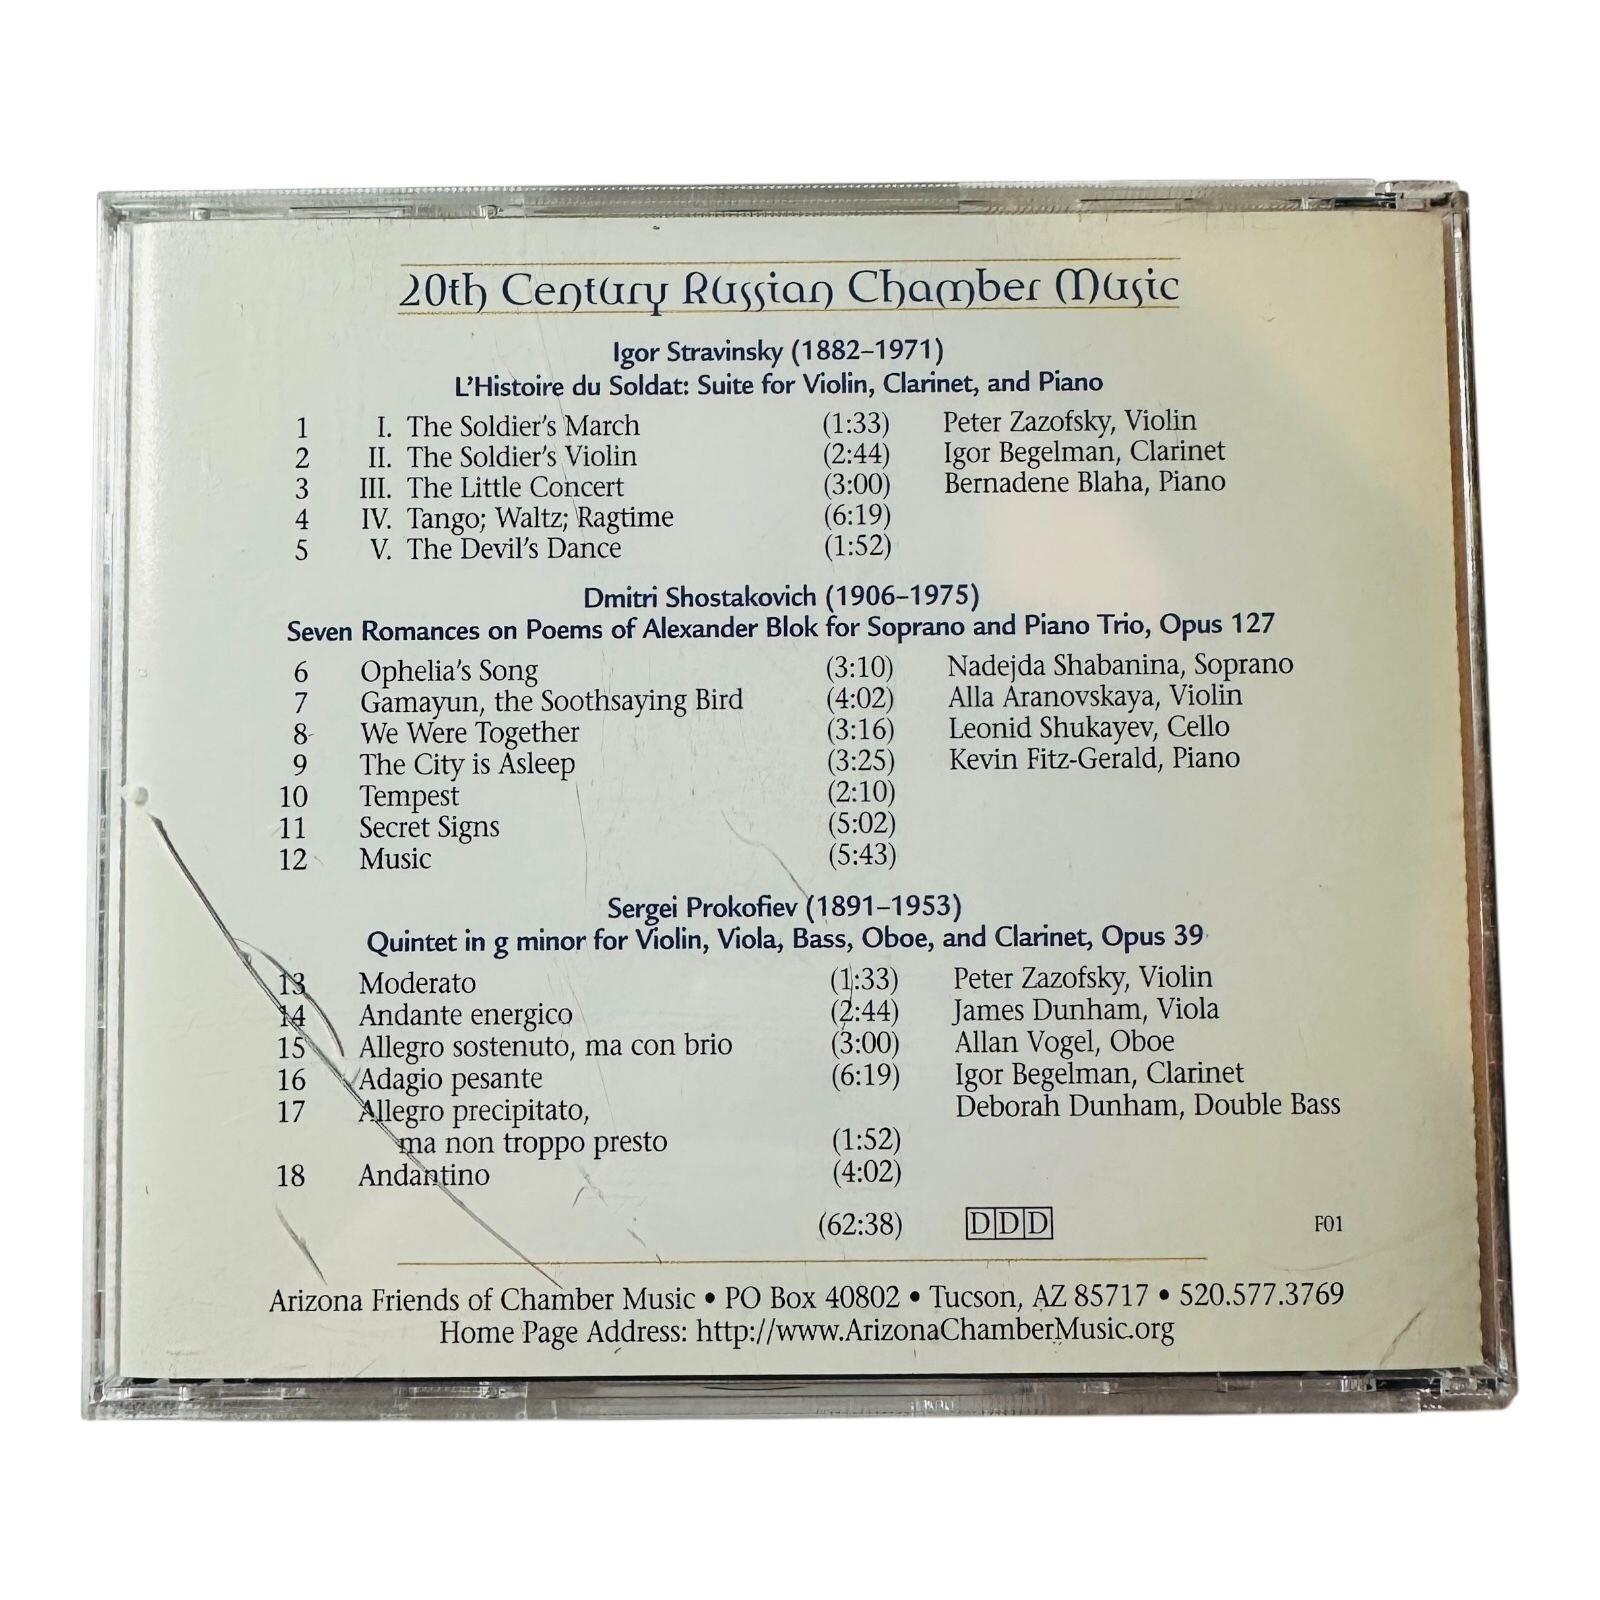 20th Century Russian Chamber Music
Igor Stravinsky (1882–1971)
L'Histoire du Soldat: Suite for Violin, Clarinet, and Piano
1 I. The Soldier's March (1:33) Peter Zazofsky, Violin
2 II. The Soldier's Violin (2:44) Igor Begelman, Clarinet
3 III. The Little Concert (3:00) Bernadene Blaha, Piano
4 IV. Tango; Waltz; Ragtime (6:19)
5 V. The Devil's Dance (1:52)
Dmitri Shostakovich (1906–1975)
Seven Romances on Poems of Alexander Blok for Soprano and Piano Trio, Opus 127
6 Ophelia's Song (3:10) Nadejda Shabanina, Soprano
7 Gamayun, the Soothsaying Bird (4:02) Alla Aranovskaya, Violin
8 We Were Together (3:16) Leonid Shukayev, Cello
9 The City is Asleep (3:25) Kevin Fitz-Gerald, Piano
10 Tempest (2:10)
11 Secret Signs (5:02)
12 Music (5:43)
Sergei Prokofiev (1891–1953)
Quintet in g minor for Violin, Viola, Bass, Oboe, and Clarinet, Opus 39
13 Moderato (1:33) Peter Zazofsky, Violin
14 Andante energico (2:44) James Dunham, Viola
15 Allegro sostenuto, ma con brio (3:00) Allan Vogel, Oboe
16 Adagio pesante (6:19) Igor Begelman, Clarinet
17 Allegro precipitato, Deborah Dunham, Double Bass
ma non troppo presto (1:52)
18 Andantino (4:02)
(62:38) DDD F01
Arizona Friends of Chamber Music • PO Box 40802 • Tucson, AZ 85717 • 520.577.3769
Home Page Address: http://www.ArizonaChamberMusic.org